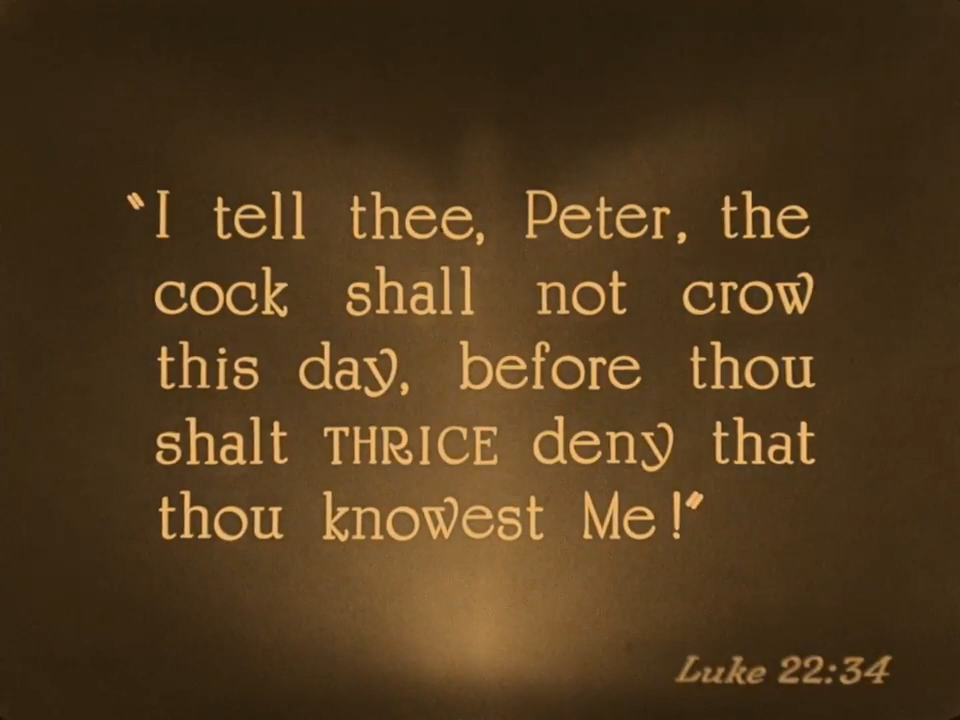 "I tell thee, Peter, the
cock shall not crow
this day, before thou
shalt THRICE deny that
thou knowest Me!"
Luke 22:34